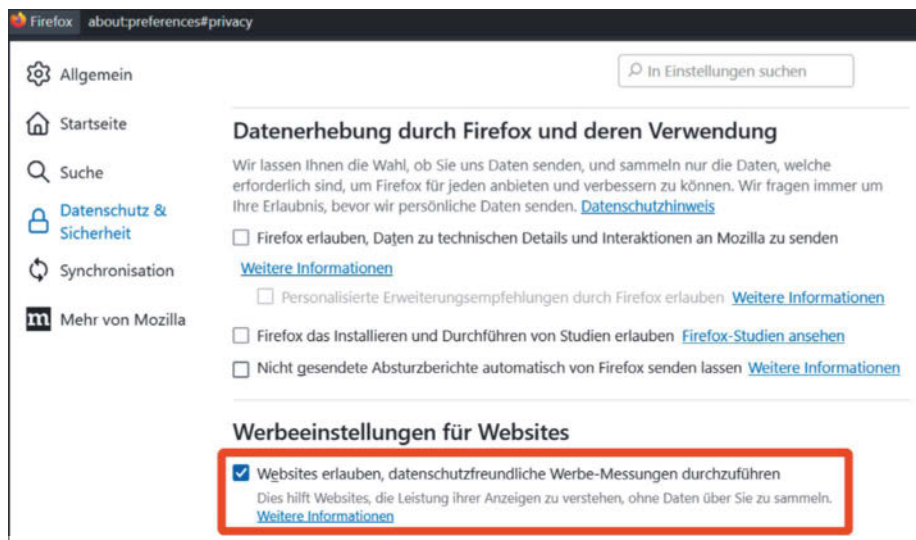 Firefox about:preferences#privacy
Allgemein
In Einstellungen suchen
Startseite
Suche
Datenschutz &
Sicherheit
Synchronisation
m Mehr von Mozilla
Datenerhebung durch Firefox und deren Verwendung
Wir lassen Ihnen die Wahl, ob Sie uns Daten senden, und sammeln nur die Daten, welche
erforderlich sind, um Firefox für jeden anbieten und verbessern zu können. Wir fragen immer um
Ihre Erlaubnis, bevor wir persönliche Daten senden. Datenschutzhinweis
Firefox erlauben, Daten zu technischen Details und Interaktionen an Mozilla zu senden
Weitere Informationen
Personalisierte Erweiterungsempfehlungen durch Firefox erlauben Weitere Informationen
Firefox das Installieren und Durchführen von Studien erlauben Firefox-Studien ansehen
Nicht gesendete Absturzberichte automatisch von Firefox senden lassen Weitere Informationen
Werbeeinstellungen für Websites
Websites erlauben, datenschutzfreundliche Werbe-Messungen durchzuführen
Dies hilft Websites, die Leistung ihrer Anzeigen zu verstehen, ohne Daten über Sie zu sammeln.
Weitere Informationen